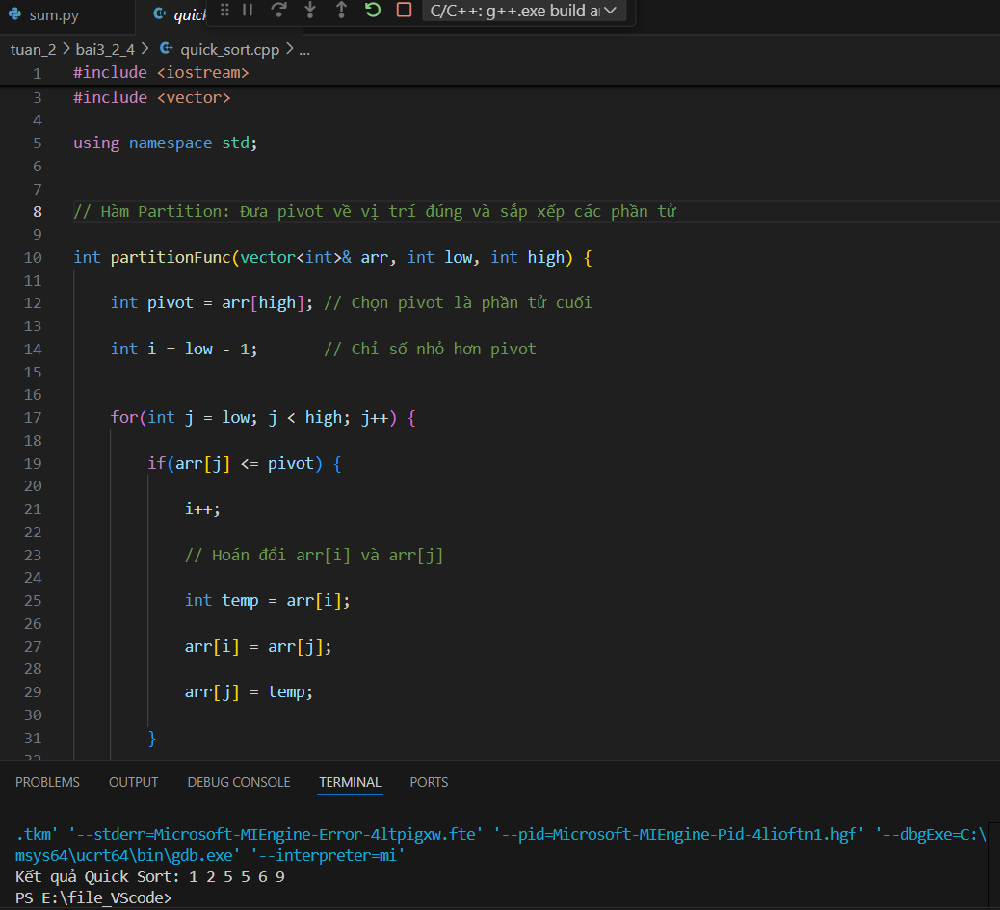 sum.py
quick
C/C++: g++.exe build a
tuan_2 > bai3_2_4 > quick_sort.cpp > ...
1 #include <iostream>
3 #include <vector>
4
5 using namespace std;
6
7
8 // Hàm Partition: Đưa pivot về vị trí đúng và sắp xếp các phần tử
9
10 int partitionFunc(vector<int>& arr, int low, int high) {
11
12 int pivot = arr[high]; // Chọn pivot là phần tử cuối
13
14 int i = low - 1; // Chỉ số nhỏ hơn pivot
15
16
17 for(int j = low; j < high; j++) {
18
19 if(arr[j] <= pivot) {
20
21 i++;
22
23 // Hoán đổi arr[i] và arr[j]
24
25 int temp = arr[i];
26
27 arr[i] = arr[j];
28
29 arr[j] = temp;
30
31 }
PROBLEMS OUTPUT DEBUG CONSOLE TERMINAL PORTS
.tkm' '--stderr=Microsoft-MIEngine-Error-4ltpigxw.fte' '--pid=Microsoft-MIEngine-Pid-4lioftn1.hgf' '--dbgExe=C:\
msys64\ucrt64\bin\gdb.exe' '--interpreter=mi'
Kết quả Quick Sort: 1 2 5 5 6 9
PS E:\file_VScode>